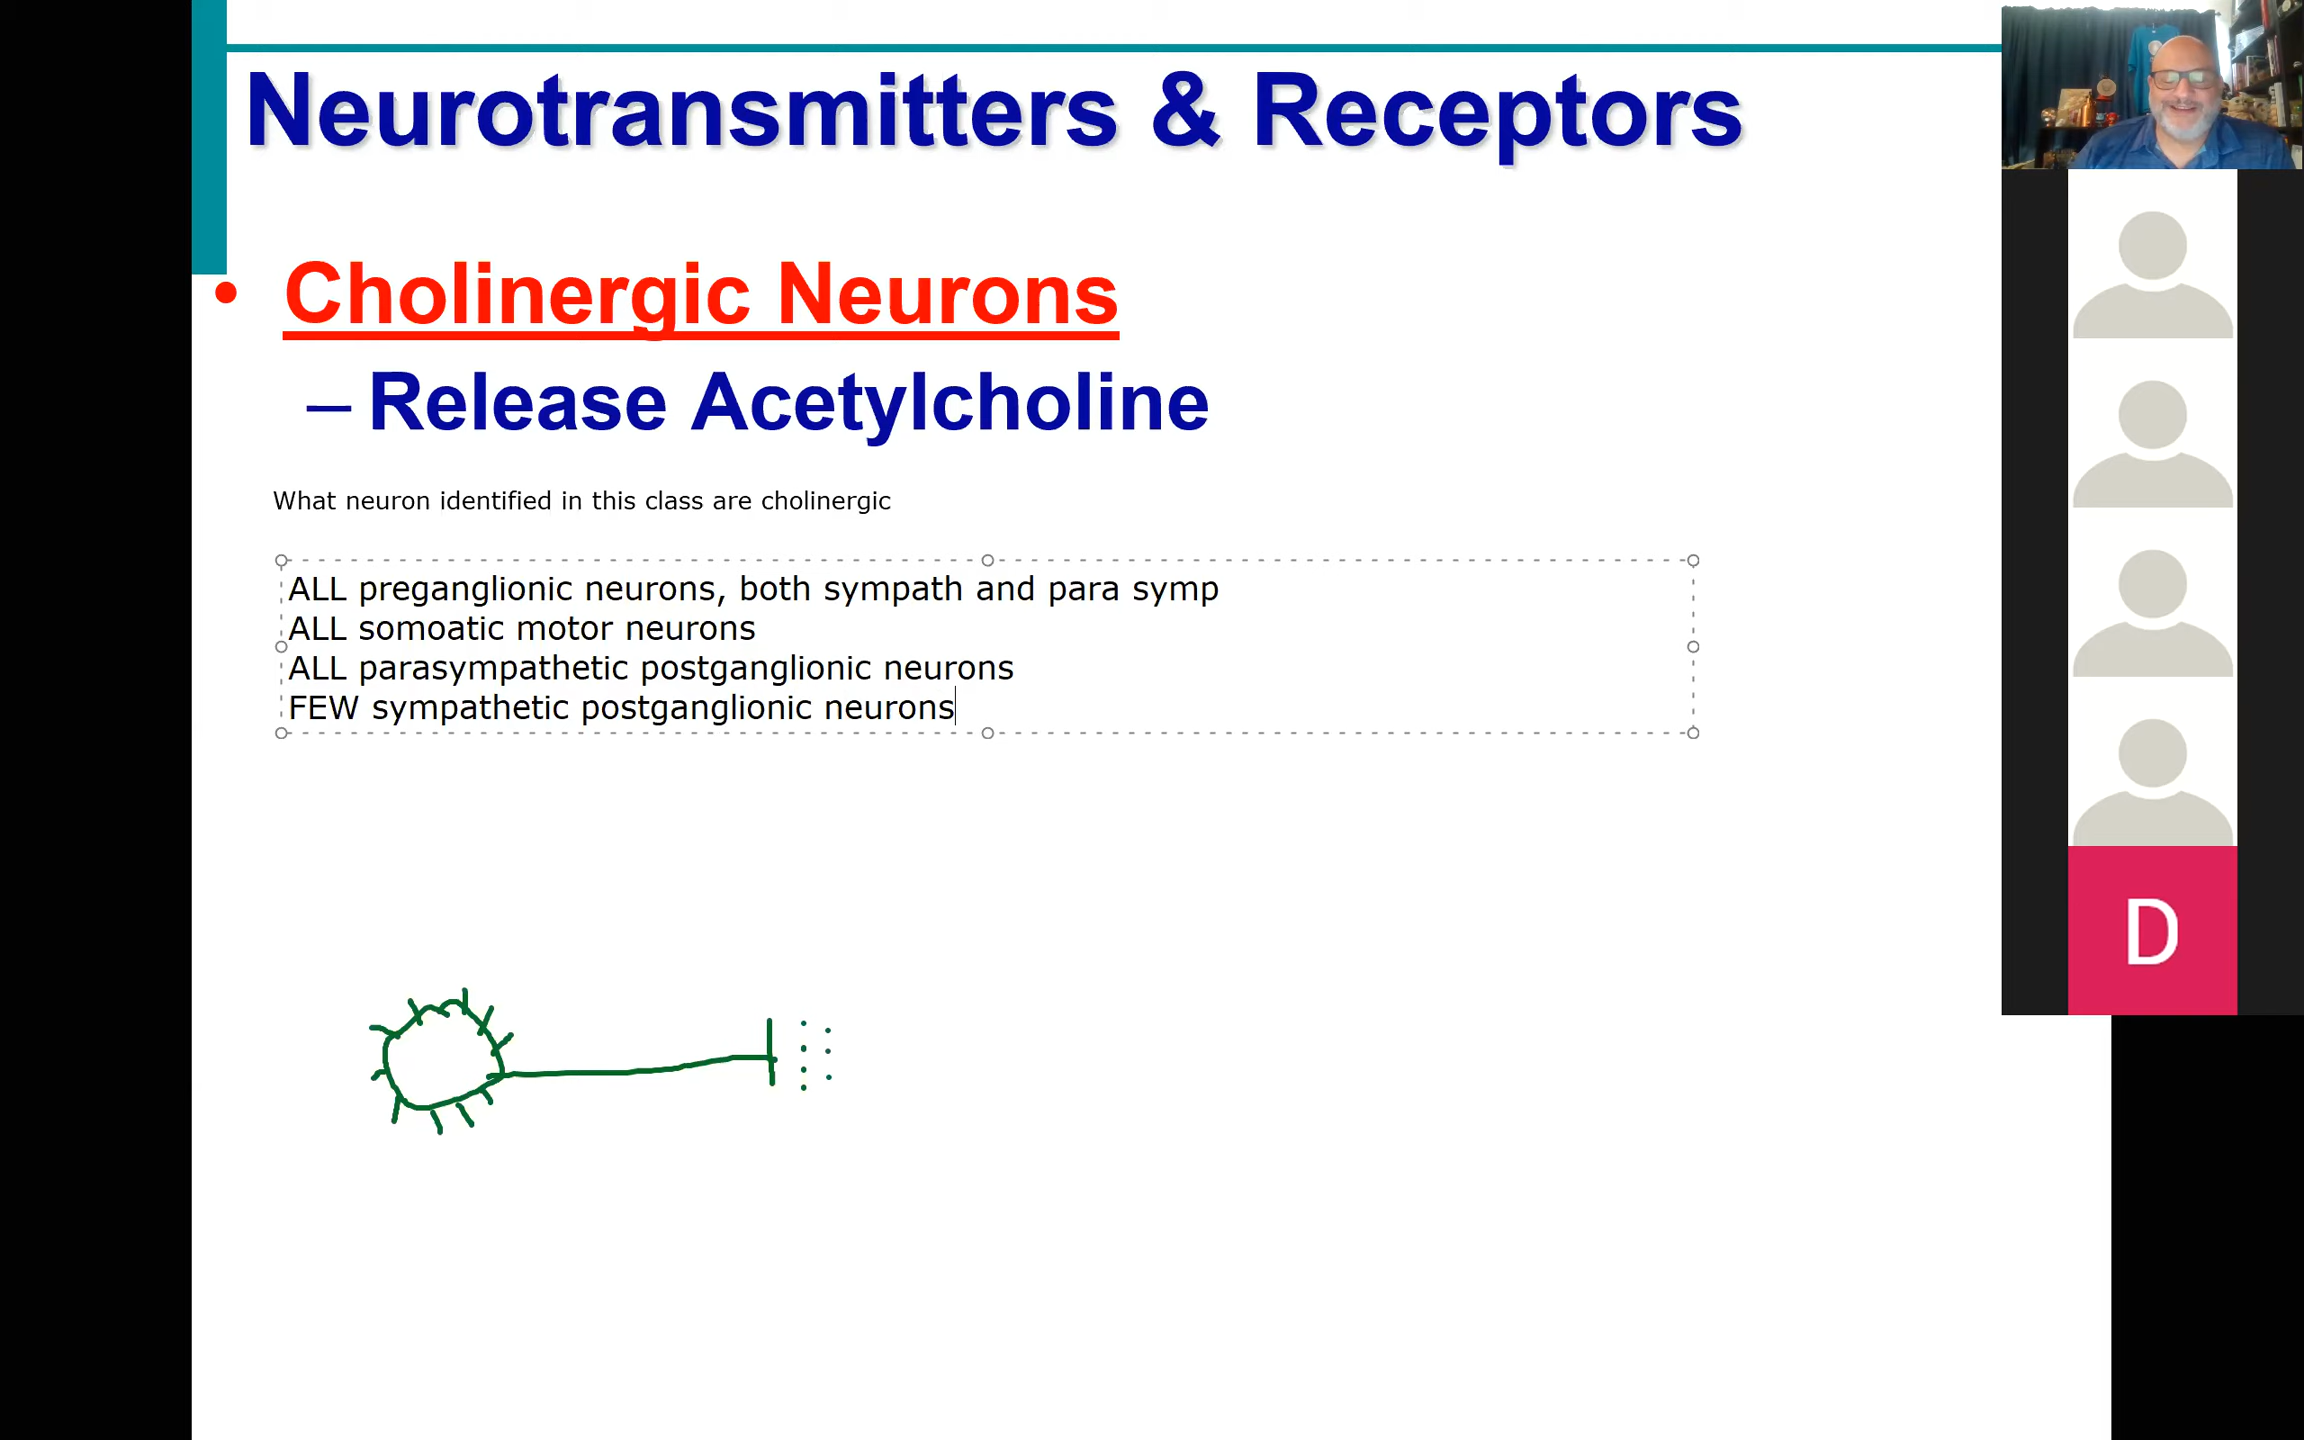 Neurotransmitters & Receptors
• Cholinergic Neurons
– Release Acetylcholine
What neuron identified in this class are cholinergic
ALL preganglionic neurons, both sympath and para symp
ALL somoatic motor neurons
ALL parasympathetic postganglionic neurons
FEW sympathetic postganglionic neurons
D